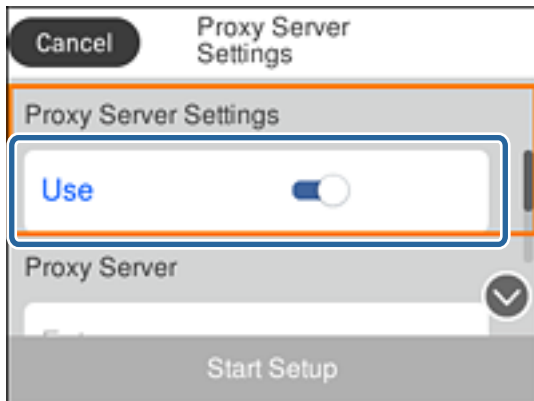 Cancel
Proxy Server
Settings
Proxy Server Settings
Use
Proxy Server
Start Setup